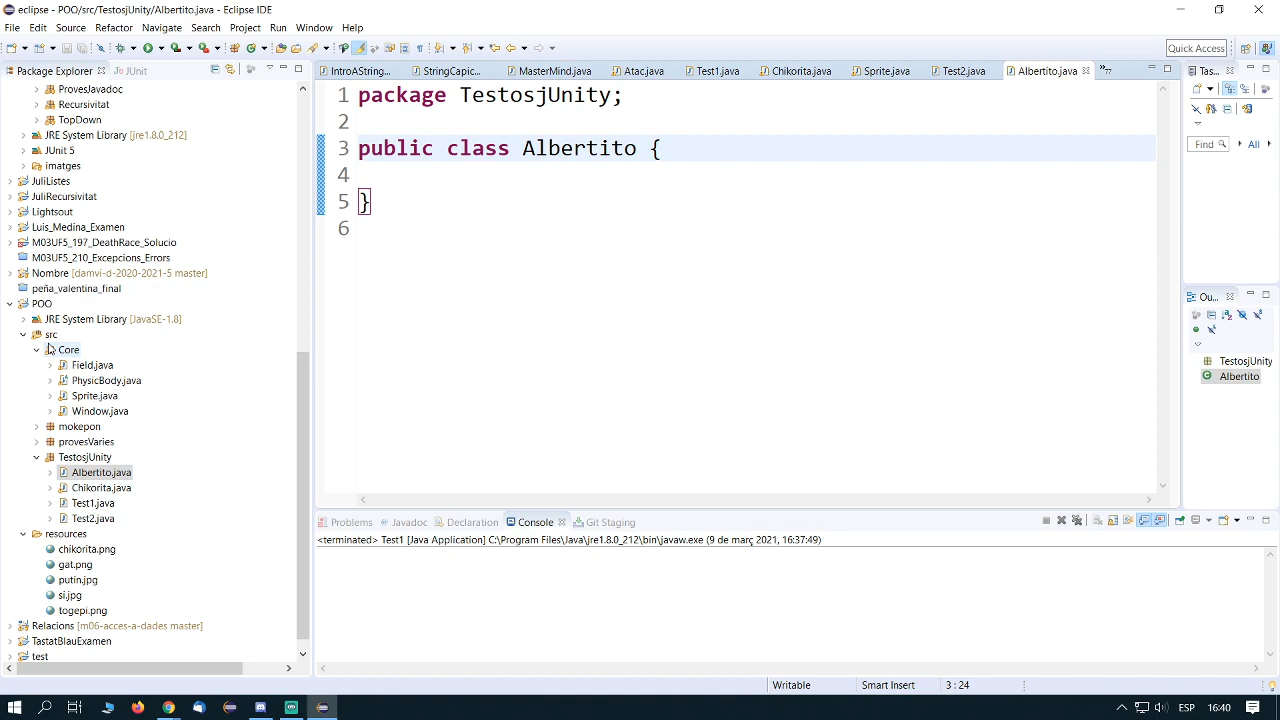 eclipse - POO/src/TestosjUnity/Albertito.java - Eclipse IDE
File Edit Source Refactor Navigate Search Project Run Window Help
Quick Access
Package Explorer JUnit
IntroAString... StringCapic... MasterMind.java Atac.java Test1.java Chikorita.java Sprite.java Test2.java Albertito.java »7
Tas...
ProvesJavadoc
Recursivitat
TopDown
JRE System Library [jre1.8.0_212]
JUnit 5
imatges
JuliListes
JuliRecursivitat
Lightsout
Luis_Medina_Examen
M03UF5_197_DeathRace_Solucio
M03UF5_210_Excepcions_Errors
Nombre [damvi-d-2020-2021-5 master]
peña_valentina_final
POO
JRE System Library [JavaSE-1.8]
src
Core
Field.java
PhysicBody.java
Sprite.java
Window.java
mokepon
provesVaries
TestosjUnity
Albertito.java
Chikorita.java
Test1.java
Test2.java
resources
chikorita.png
gat.png
putin.jpg
si.jpg
togepi.png
Relacions [m06-acces-a-dades master]
TastatBlauExamen
test
1 package TestosjUnity;
2
3 public class Albertito {
4
5 }
6
Find All
Ou...
TestosjUnity
Albertito
Problems Javadoc Declaration Console Git Staging
<terminated> Test1 [Java Application] C:\Program Files\Java\jre1.8.0_212\bin\javaw.exe (9 de març 2021, 16:37:49)
Writable Smart Insert 3 : 24
ESP 16:40